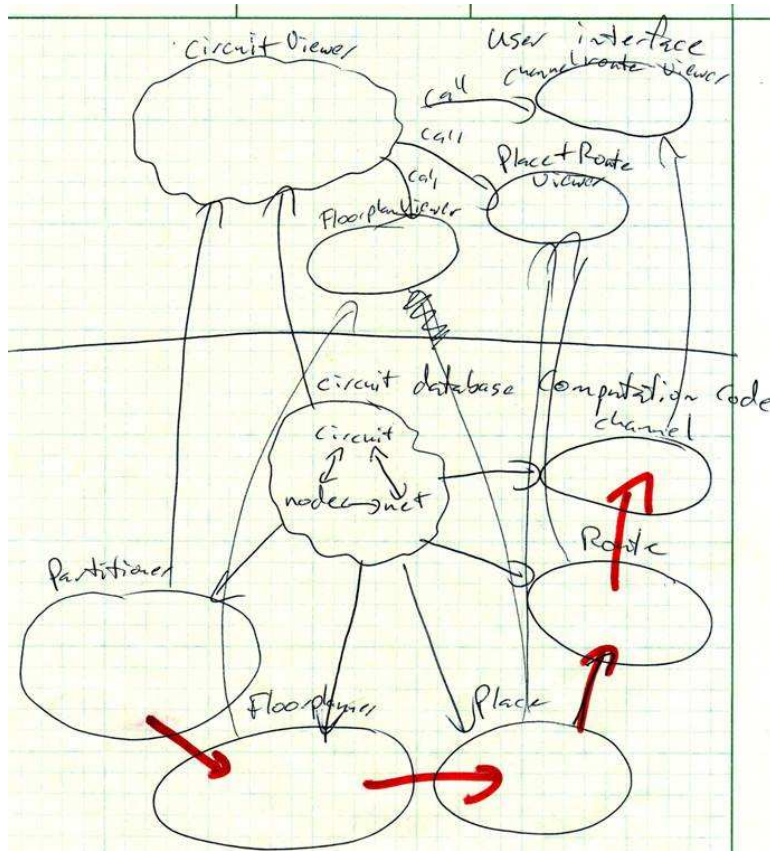 Circuit Viewer
User interface
channel/route viewer
call
call
call
Place+Route
Viewer
Floorplan Viewer
circuit database
Computation code
channel
circuit
node↔net
Route
Partitioner
Floorplanner
Place